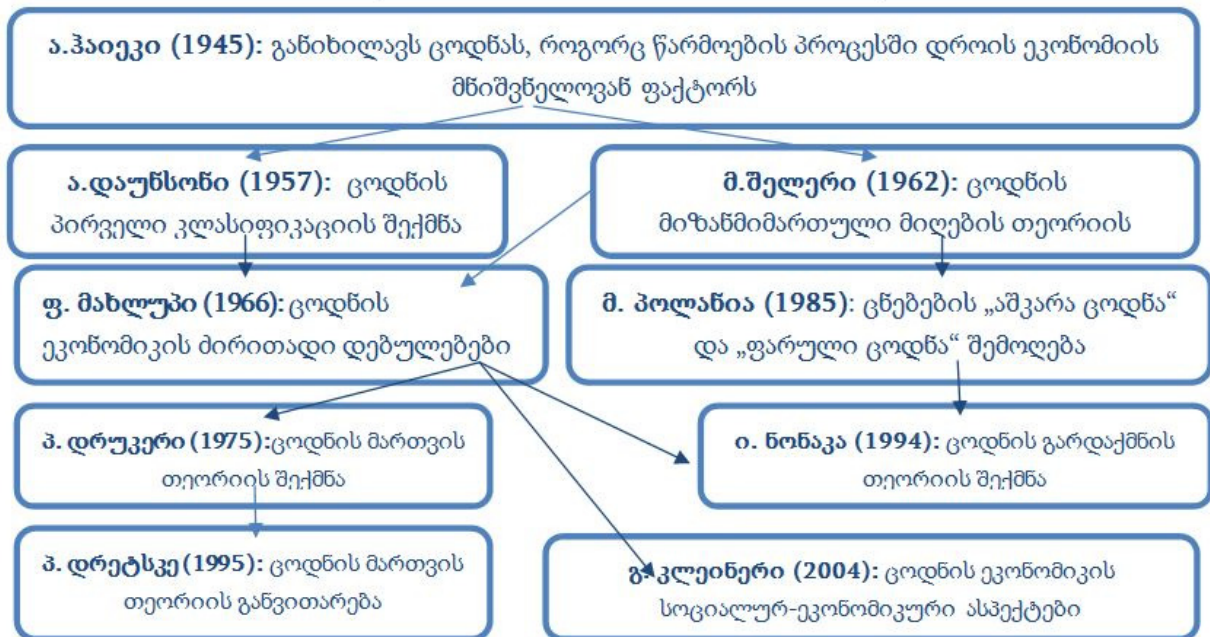 ა.ჰაიეკი (1945): განიხილავს ცოდნას, როგორც წარმოების პროცესში დროის ეკონომიის
მნიშვნელოვან ფაქტორს
ა.დაუნსონი (1957): ცოდნის
პირველი კლასიფიკაციის შექმნა
მ.შელერი (1962): ცოდნის
მიზანმიმართული მიღების თეორიის
ფ. მახლუპი (1966): ცოდნის
ეკონომიკის ძირითადი დებულებები
მ. პოლანია (1985): ცნებების „აშკარა ცოდნა“
და „ფარული ცოდნა“ შემოღება
პ. დრუკერი (1975):ცოდნის მართვის
თეორიის შექმნა
ი. ნონაკა (1994): ცოდნის გარდაქმნის
თეორიის შექმნა
პ. დრეტსკე (1995): ცოდნის მართვის
თეორიის განვითარება
გ. კლეინერი (2004): ცოდნის ეკონომიკის
სოციალურ-ეკონომიკური ასპექტები